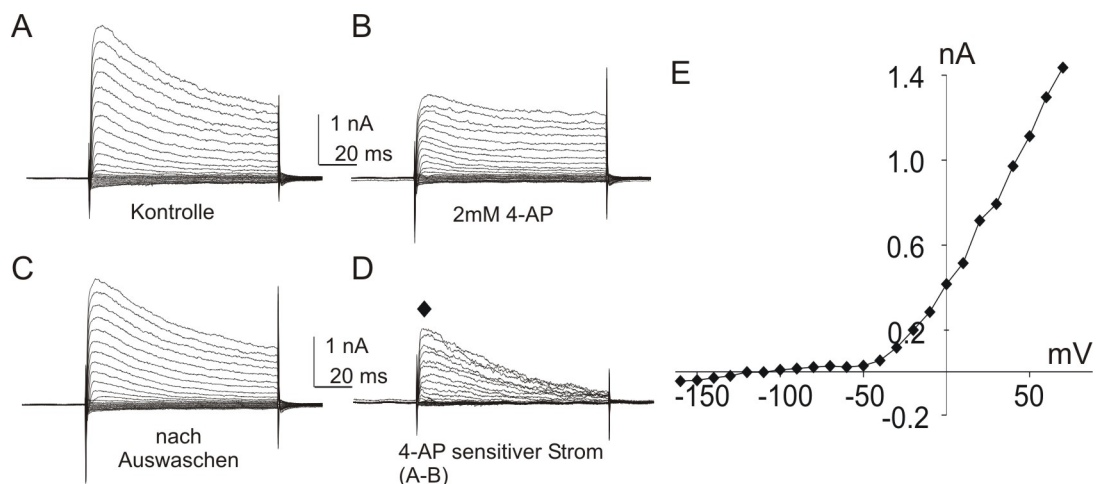 A
B
1 nA
20 ms
Kontrolle
2mM 4-AP
C
D
1 nA
20 ms
nach
Auswaschen
4-AP sensitiver Strom
(A-B)
E
nA
1.4
1.0
0.6
0.2
mV
-150
-100
-50
50
-0.2